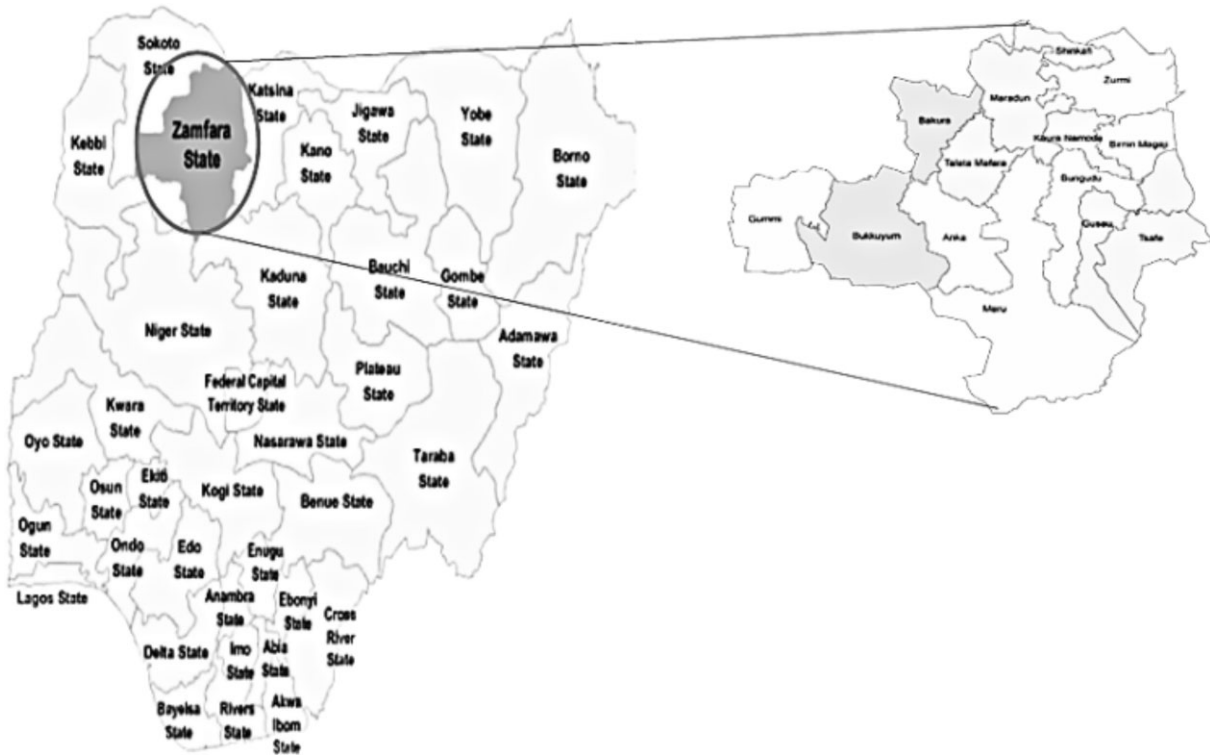 Sokoto
State
Zamfara
State
Katsina
State
Kebbi
State
Kano
State
Jigawa
State
Yobe
State
Borno
State
Kaduna
State
Bauchi
State
Gombe
State
Niger State
Adamawa
State
Plateau
State
Federal Capital
Territory State
Kwara
State
Oyo State
Nasarawa State
Taraba
State
Osun
State
Ekiti
State
Kogi State
Benue State
Ogun
State
Ondo
State
Edo
State
Enugu
State
Lagos State
Anambra
State
Ebonyi
State
Cross
River
State
Delta State
Imo
State
Abia
State
Bayelsa
State
Rivers
State
Akwa
Ibom
State
Shinkafi
Zurmi
Maradun
Bakura
Kaura Namoda
Birnin Magaji
Talata Mafara
Bungudu
Gummi
Bukkuyum
Anka
Gusau
Tsafe
Maru